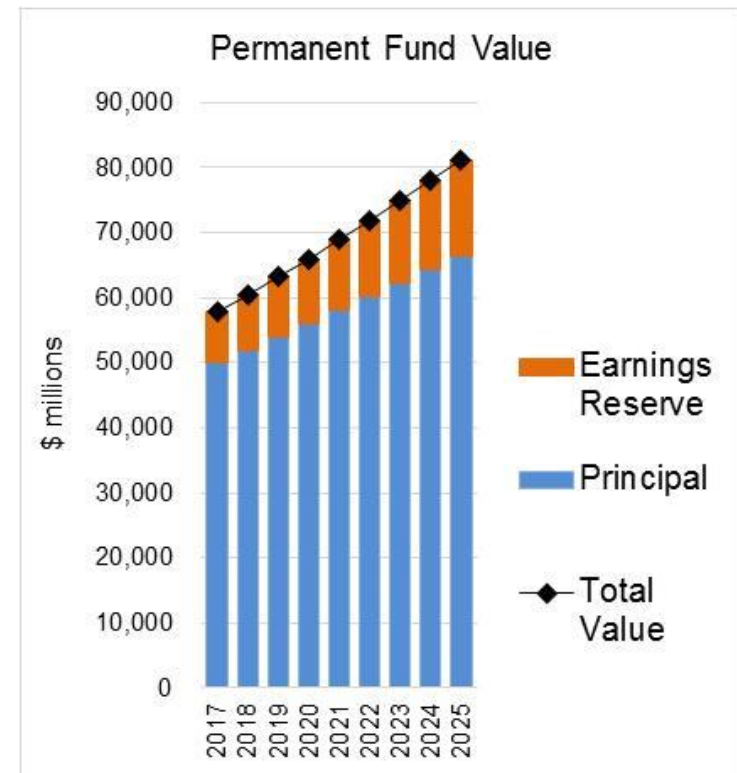 Permanent Fund Value
90,000
80,000
70,000
60,000
50,000
40,000
30,000
20,000
10,000
0
$ millions
2017
2018
2019
2020
2021
2022
2023
2024
2025
Earnings
Reserve
Principal
Total
Value